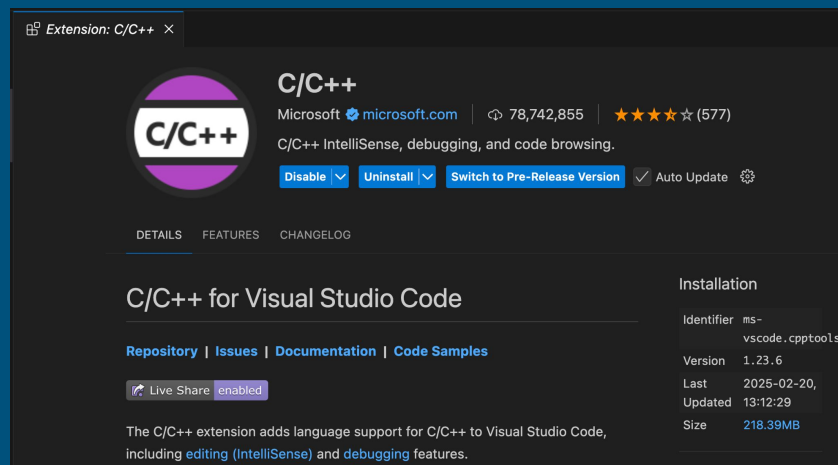 Extension: C/C++
C/C++
C/C++
Microsoft microsoft.com 78,742,855 (577)
C/C++ IntelliSense, debugging, and code browsing.
Disable Uninstall Switch to Pre-Release Version Auto Update
DETAILS FEATURES CHANGELOG
C/C++ for Visual Studio Code
Repository | Issues | Documentation | Code Samples
Live Share enabled
The C/C++ extension adds language support for C/C++ to Visual Studio Code,
including editing (IntelliSense) and debugging features.
Installation
Identifier ms-
vscode.cpptools
Version 1.23.6
Last 2025-02-20,
Updated 13:12:29
Size 218.39MB